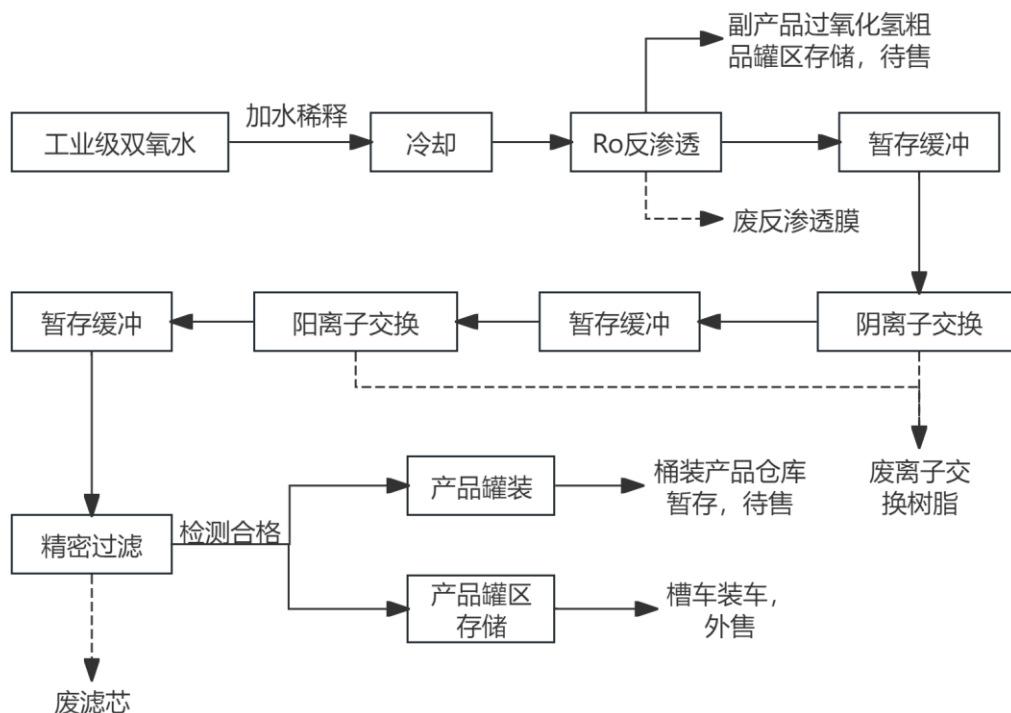 副产品过氧化氢粗
品罐区存储，待售
工业级双氧水
加水稀释
冷却
Ro反渗透
暂存缓冲
废反渗透膜
暂存缓冲
阳离子交换
暂存缓冲
阴离子交换
废离子交
换树脂
精密过滤
检测合格
产品罐装
桶装产品仓库
暂存，待售
产品罐区
存储
槽车装车，
外售
废滤芯